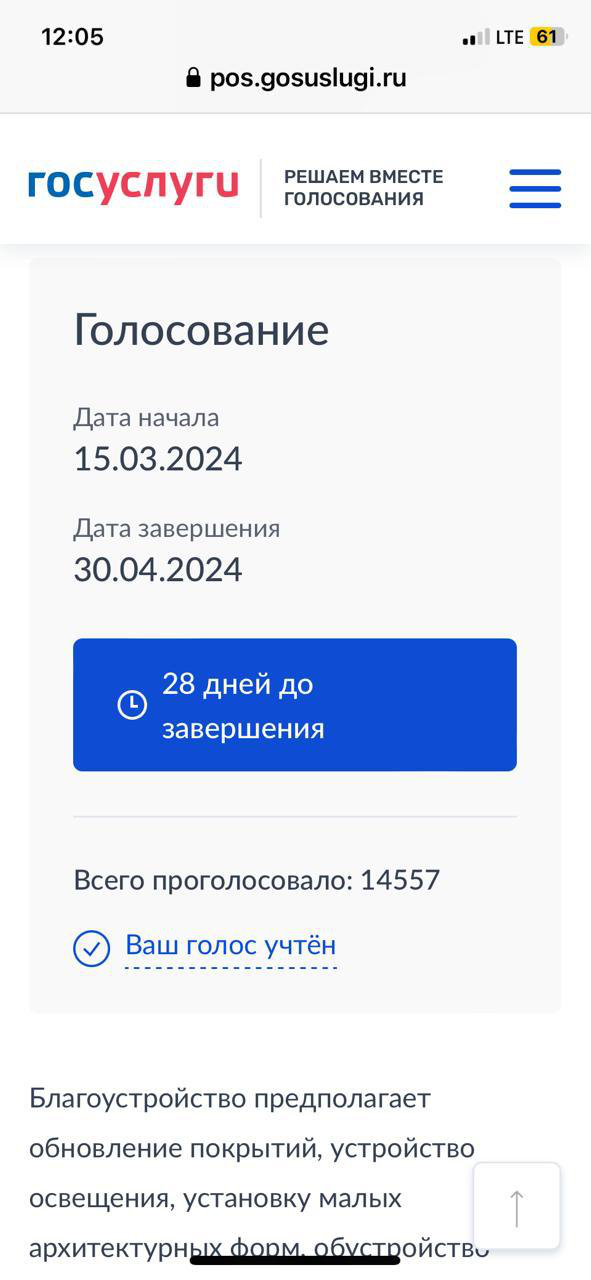 12:05
LTE 61
pos.gosuslugi.ru
госуслуги
РЕШАЕМ ВМЕСТЕ
ГОЛОСОВАНИЯ
Голосование
Дата начала
15.03.2024
Дата завершения
30.04.2024
28 дней до
завершения
Всего проголосовало: 14557
Ваш голос учтён
Благоустройство предполагает
обновление покрытий, устройство
освещения, установку малых
архитектурных форм, обустройство